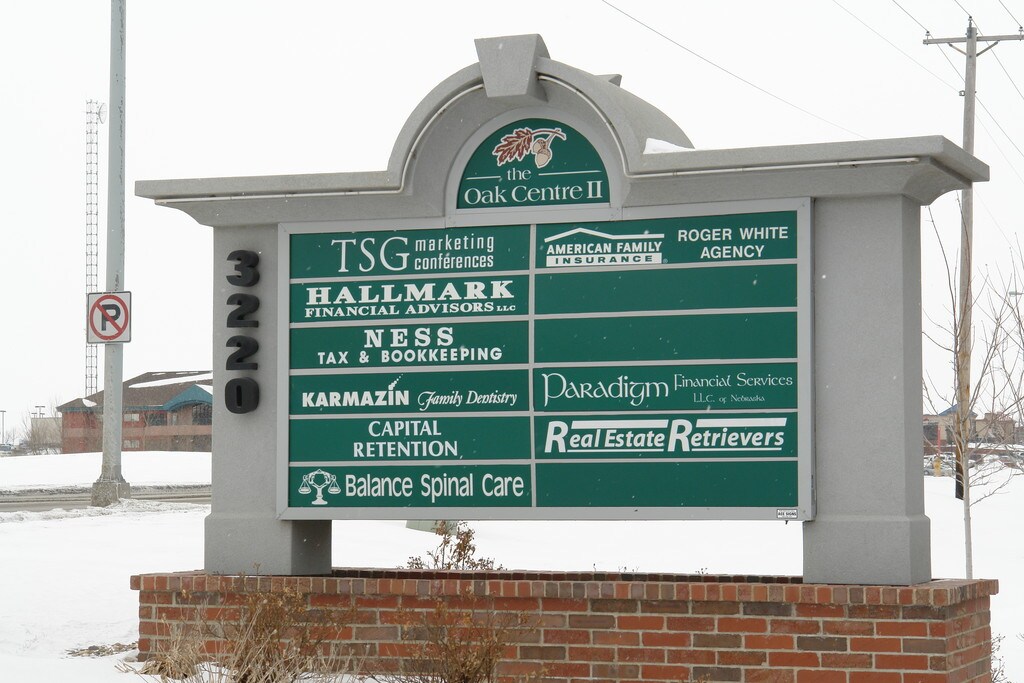 the
Oak Centre II
3220
TSG marketing
conférences
AMERICAN FAMILY
INSURANCE
ROGER WHITE
AGENCY
HALLMARK
FINANCIAL ADVISORS LLC
NESS
TAX & BOOKKEEPING
KARMAZIN Family Dentistry
Paradigm Financial Services
LLC. of Nebraska
CAPITAL
RETENTION
Real Estate Retrievers
Balance Spinal Care
P